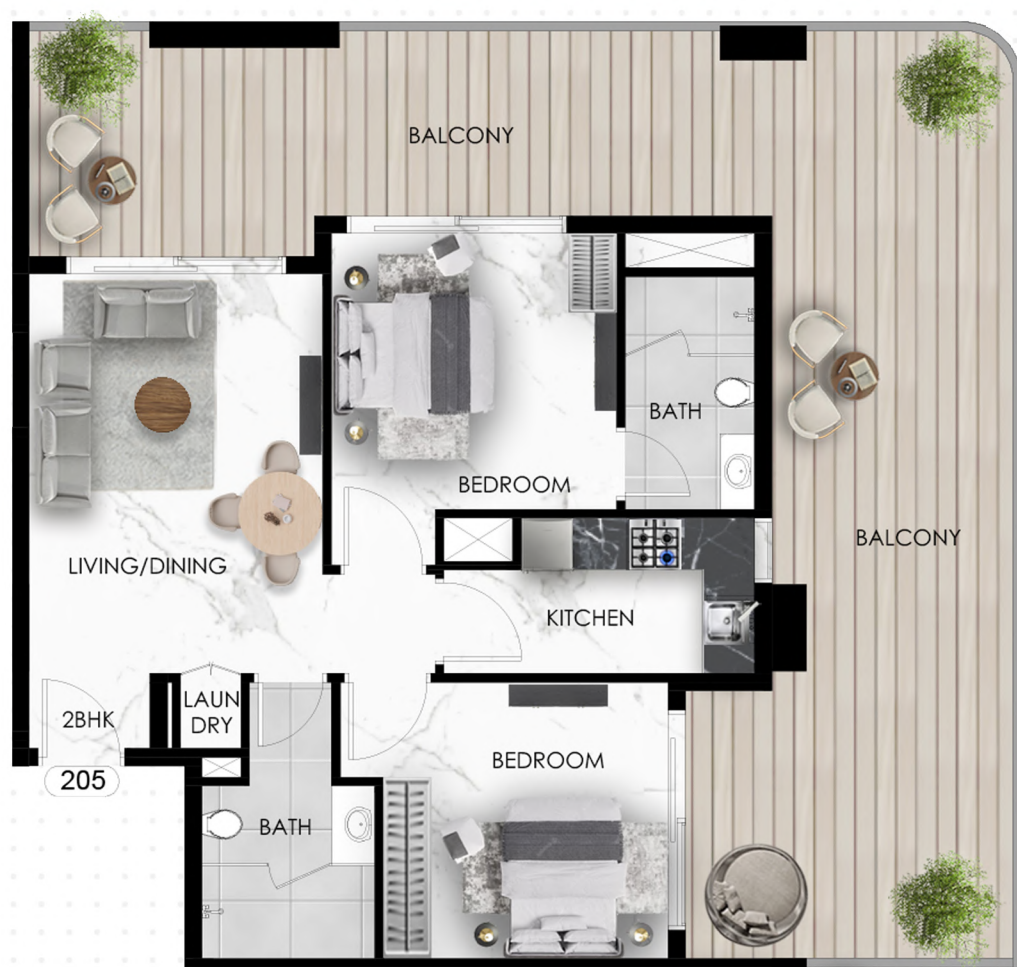 BALCONY
BATH
BEDROOM
BALCONY
LIVING/DINING
KITCHEN
LAUN
DRY
2BHK
BEDROOM
205
BATH